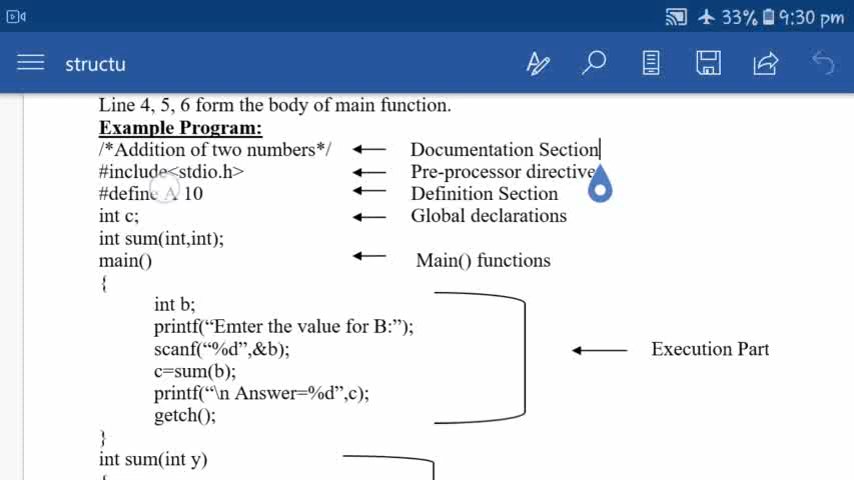 33% 9:30 pm
structu
Line 4, 5, 6 form the body of main function.
Example Program:
/*Addition of two numbers*/ Documentation Section
#include<stdio.h> Pre-processor directive
#define A 10 Definition Section
int c; Global declarations
int sum(int,int);
main() Main() functions
{
int b;
printf(“Emter the value for B:”);
scanf(“%d”,&b);
c=sum(b); Execution Part
printf(“\n Answer=%d”,c);
getch();
}
int sum(int y)